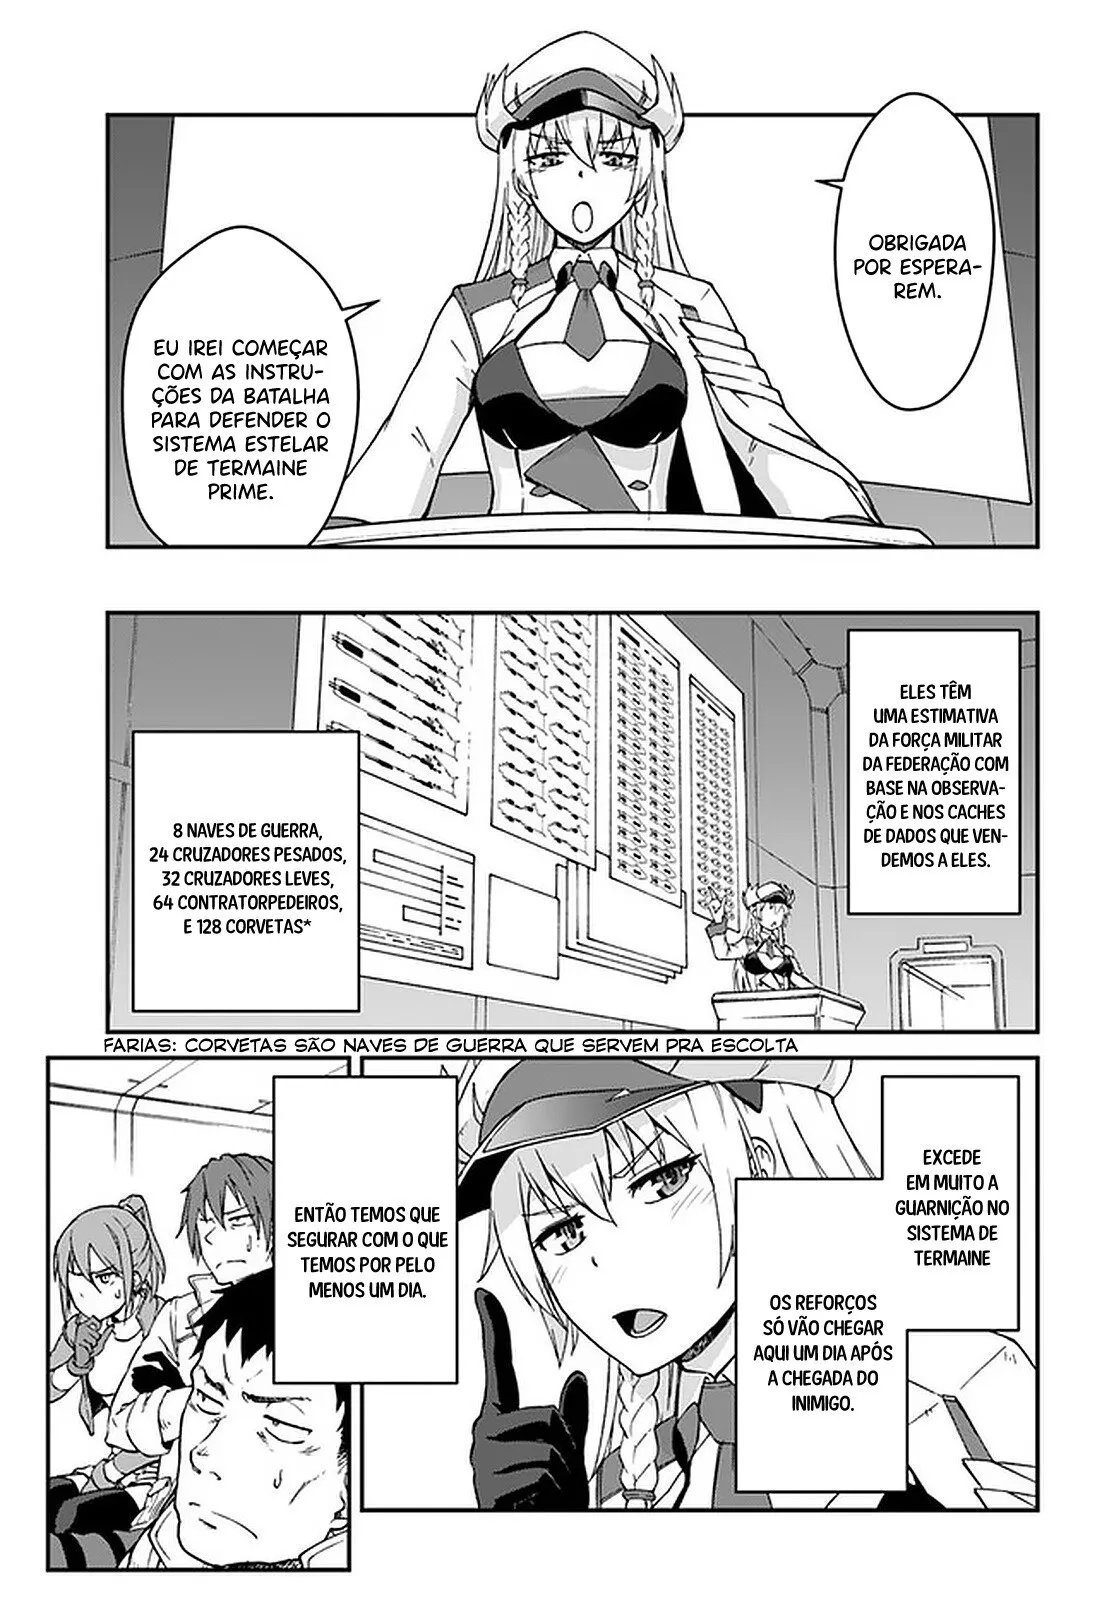 OBRIGADA
POR ESPERA-
REM.
EU IREI COMEÇAR
COM AS INSTRU-
ÇÕES DA BATALHA
PARA DEFENDER O
SISTEMA ESTELAR
DE TERMAINE
PRIME.
ELES TÊM
UMA ESTIMATIVA
DA FORÇA MILITAR
DA FEDERAÇÃO COM
BASE NA OBSERVA-
ÇÃO E NOS CACHES
DE DADOS QUE VEN-
DEMOS A ELES.
8 NAVES DE GUERRA,
24 CRUZADORES PESADOS,
32 CRUZADORES LEVES,
64 CONTRATORPEDEIROS,
E 128 CORVETAS*
FARIAS: CORVETAS SÃO NAVES DE GUERRA QUE SERVEM PRA ESCOLTA
EXCEDE
EM MUITO A
GUARNIÇÃO NO
SISTEMA DE
TERMAINE
OS REFORÇOS
SÓ VÃO CHEGAR
AQUI UM DIA APÓS
A CHEGADA DO
INIMIGO.
ENTÃO TEMOS QUE
SEGURAR COM O QUE
TEMOS POR PELO
MENOS UM DIA.